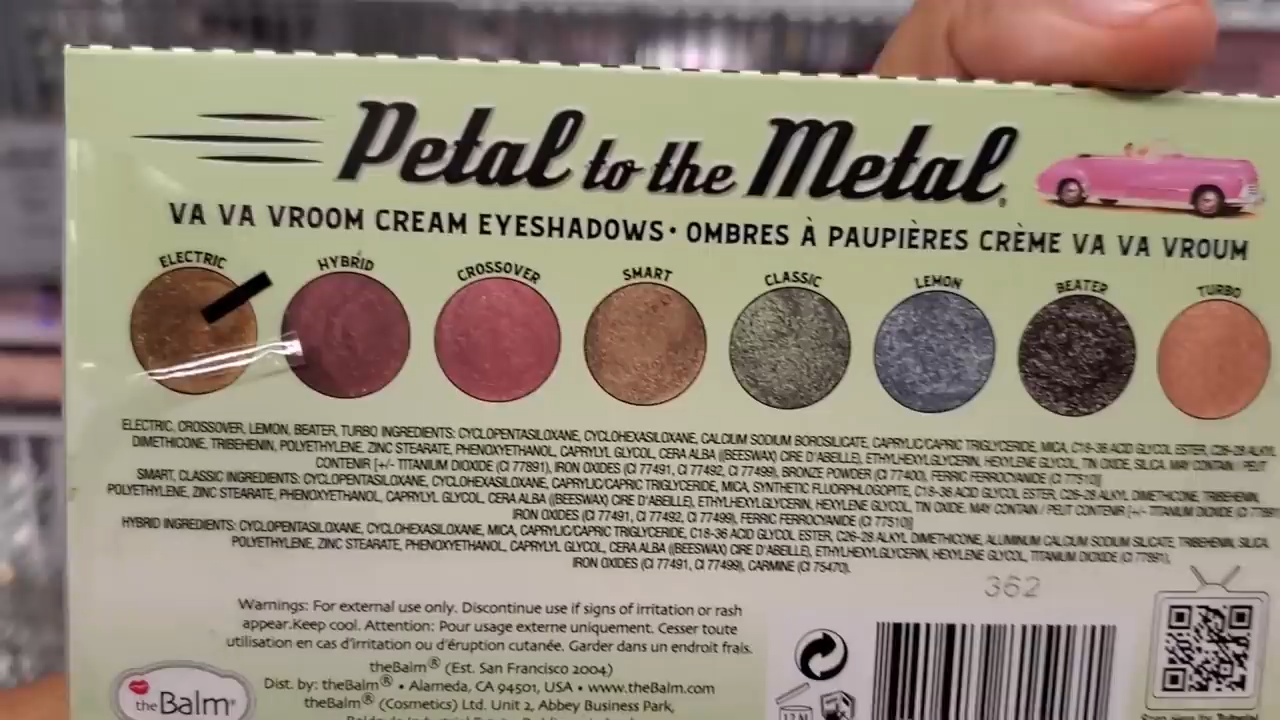 Petal to the Metal®
VA VA VROOM CREAM EYESHADOWS • OMBRES À PAUPIÈRES CRÈME VA VA VROUM
ELECTRIC HYBRID CROSSOVER SMART CLASSIC LEMON BEATER TURBO
ELECTRIC, CROSSOVER, LEMON, BEATER, TURBO INGREDIENTS: CYCLOPENTASILOXANE, CYCLOHEXASILOXANE, CALCIUM SODIUM BOROSILICATE, CAPRYLIC/CAPRIC TRIGLYCERIDE, MICA, C18-36 ACID GLYCOL ESTER, C26-28 ALKYL
DIMETHICONE, TRIBEHENIN, POLYETHYLENE, ZINC STEARATE, PHENOXYETHANOL, CAPRYLYL GLYCOL, CERA ALBA ((BEESWAX) CIRE D'ABEILLE), ETHYLHEXYLGLYCERIN, HEXYLENE GLYCOL, TIN OXIDE, SILICA. MAY CONTAIN / PEUT
CONTENIR [+/- TITANIUM DIOXIDE (CI 77891), IRON OXIDES (CI 77491, CI 77492, CI 77499), BRONZE POWDER (CI 77400), FERRIC FERROCYANIDE (CI 77510)]
SMART, CLASSIC INGREDIENTS: CYCLOPENTASILOXANE, CYCLOHEXASILOXANE, CAPRYLIC/CAPRIC TRIGLYCERIDE, MICA, SYNTHETIC FLUORPHLOGOPITE, C18-36 ACID GLYCOL ESTER, C26-28 ALKYL DIMETHICONE, TRIBEHENIN,
POLYETHYLENE, ZINC STEARATE, PHENOXYETHANOL, CAPRYLYL GLYCOL, CERA ALBA ((BEESWAX) CIRE D'ABEILLE), ETHYLHEXYLGLYCERIN, HEXYLENE GLYCOL, TIN OXIDE. MAY CONTAIN / PEUT CONTENIR [+/- TITANIUM DIOXIDE (CI
IRON OXIDES (CI 77491, CI 77492, CI 77499), FERRIC FERROCYANIDE (CI 77510)]
HYBRID INGREDIENTS: CYCLOPENTASILOXANE, CYCLOHEXASILOXANE, MICA, CAPRYLIC/CAPRIC TRIGLYCERIDE, C18-36 ACID GLYCOL ESTER, C26-28 ALKYL DIMETHICONE, ALUMINUM CALCIUM SODIUM SILICATE, TRIBEHENIN, SILICA,
POLYETHYLENE, ZINC STEARATE, PHENOXYETHANOL, CAPRYLYL GLYCOL, CERA ALBA ((BEESWAX) CIRE D'ABEILLE), ETHYLHEXYLGLYCERIN, HEXYLENE GLYCOL, TITANIUM DIOXIDE (CI 77891),
IRON OXIDES (CI 77491, CI 77499), CARMINE (CI 75470).
362
Warnings: For external use only. Discontinue use if signs of irritation or rash
appear.Keep cool. Attention: Pour usage externe uniquement. Cesser toute
utilisation en cas d'irritation ou d'éruption cutanée. Garder dans un endroit frais.
theBalm® (Est. San Francisco 2004)
Dist. by: theBalm® • Alameda, CA 94501, USA • www.theBalm.com
theBalm® (Cosmetics) Ltd. Unit 2, Abbey Business Park,
theBalm®
12 M